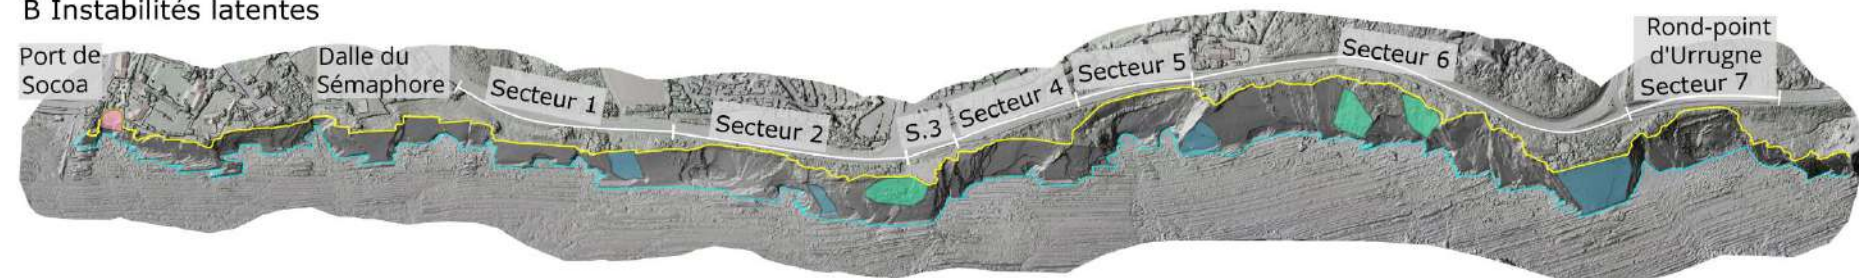 B Instabilités latentes
Port de
Socoa
Dalle du
Sémaphore
Secteur 1
Secteur 2
S.3
Secteur 4
Secteur 5
Secteur 6
Rond-point
d'Urrugne
Secteur 7